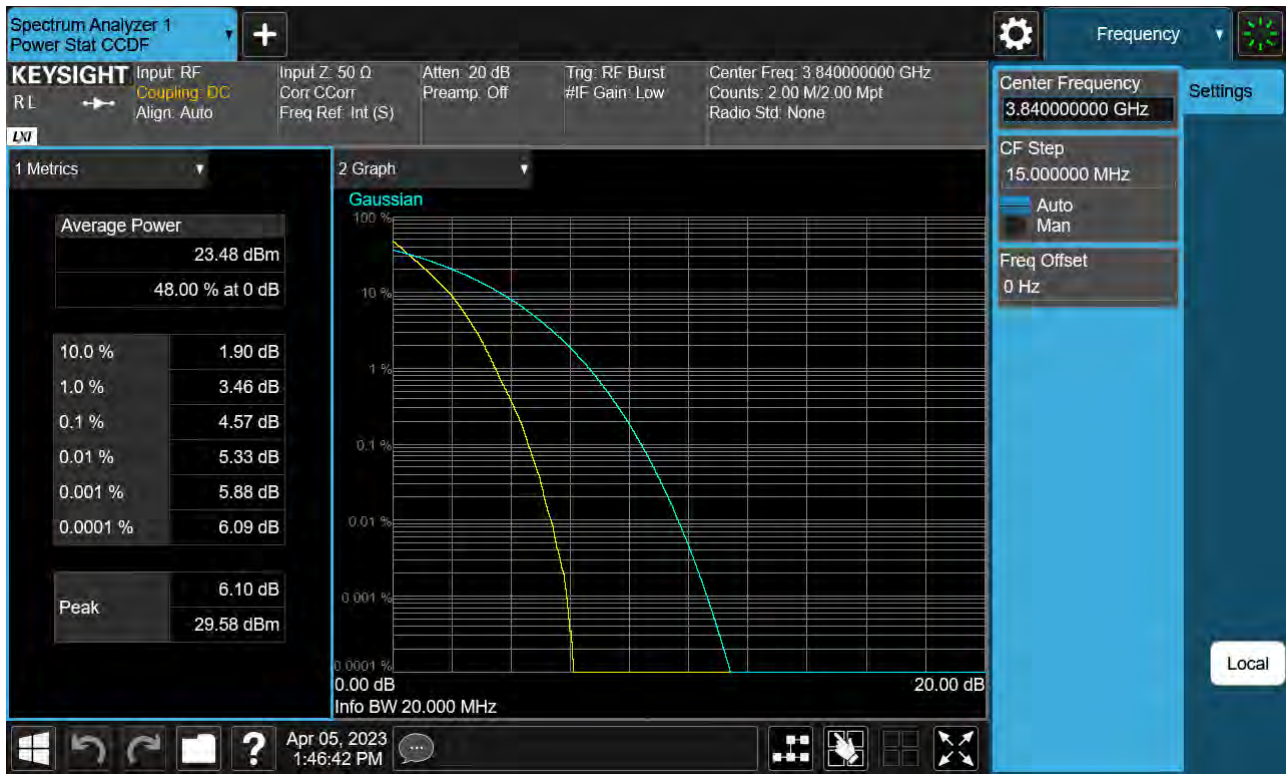 Spectrum Analyzer 1
Power Stat CCDF
Frequency
KEYSIGHT
RL
LXI
Input: RF
Coupling: DC
Align: Auto
Input Z: 50 Ω
Corr CCorr
Freq Ref: Int (S)
Atten: 20 dB
Preamp: Off
Trig: RF Burst
#IF Gain: Low
Center Freq: 3.840000000 GHz
Counts: 2.00 M/2.00 Mpt
Radio Std: None
Center Frequency
3.840000000 GHz
Settings
CF Step
15.000000 MHz
Auto
Man
Freq Offset
0 Hz
1 Metrics
Average Power
23.48 dBm
48.00 % at 0 dB
10.0 % 1.90 dB
1.0 % 3.46 dB
0.1 % 4.57 dB
0.01 % 5.33 dB
0.001 % 5.88 dB
0.0001 % 6.09 dB
Peak
6.10 dB
29.58 dBm
2 Graph
Gaussian
100 %
10 %
1 %
0.1 %
0.01 %
0.001 %
0.0001 %
0.00 dB 20.00 dB
Info BW 20.000 MHz
Local
?
Apr 05, 2023
1:46:42 PM